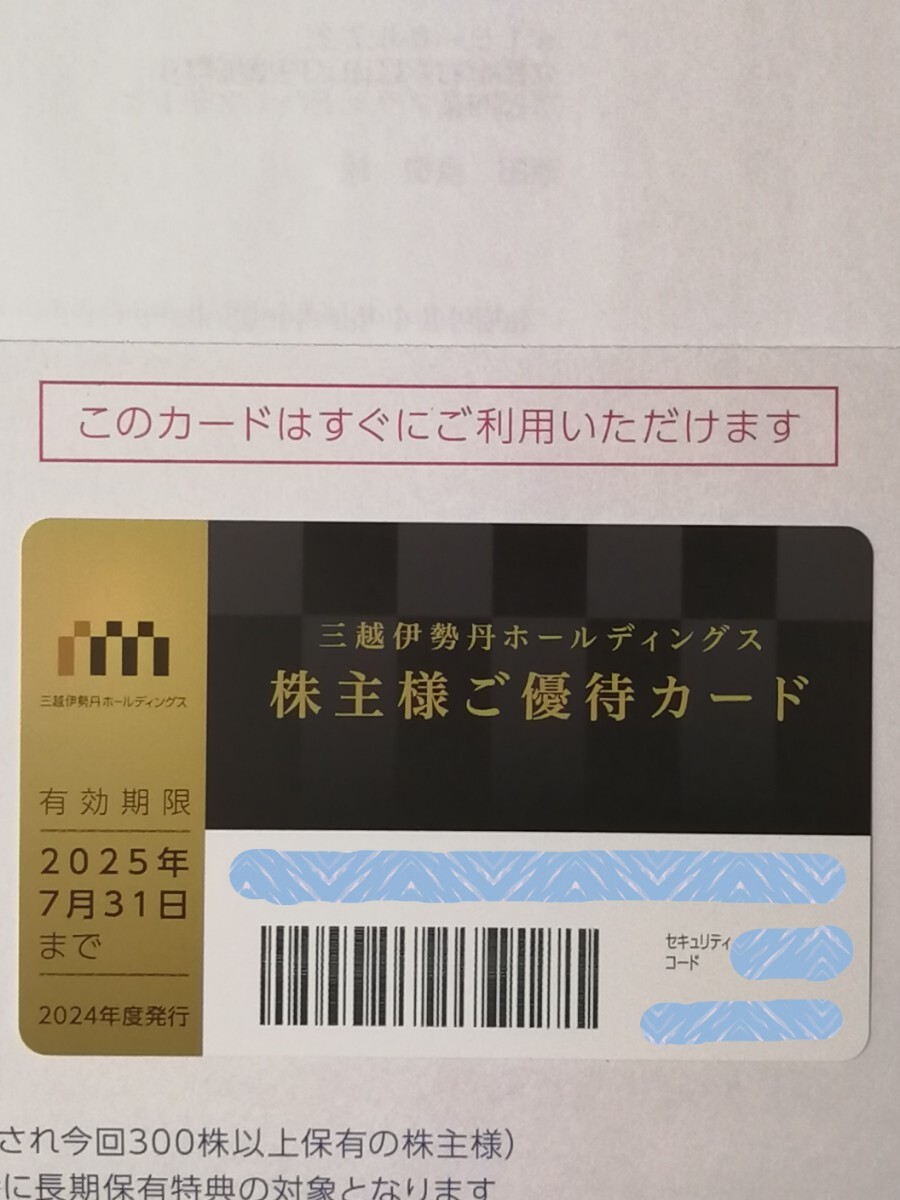 このカードはすぐにご利用いただけます
三越伊勢丹ホールディングス
株主様ご優待カード
三越伊勢丹ホールディングス
有効期限
2025年
7月31日
まで
2024年度発行
セキュリティ
コード
され今回300株以上保有の株主様)
に長期保有特典の対象となります